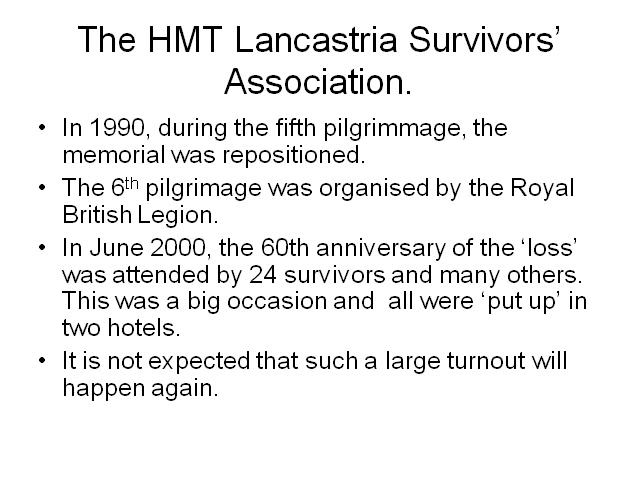 The HMT Lancastria Survivors’
Association.
• In 1990, during the fifth pilgrimmage, the
memorial was repositioned.
• The 6th pilgrimage was organised by the Royal
British Legion.
• In June 2000, the 60th anniversary of the ‘loss’
was attended by 24 survivors and many others.
This was a big occasion and  all were ‘put up’ in
two hotels.
• It is not expected that such a large turnout will
happen again.